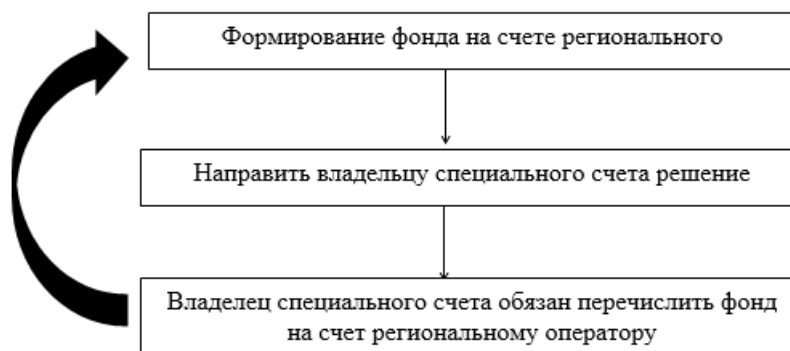 Формирование фонда на счете регионального
Направить владельцу специального счета решение
Владелец специального счета обязан перечислить фонд
на счет региональному оператору